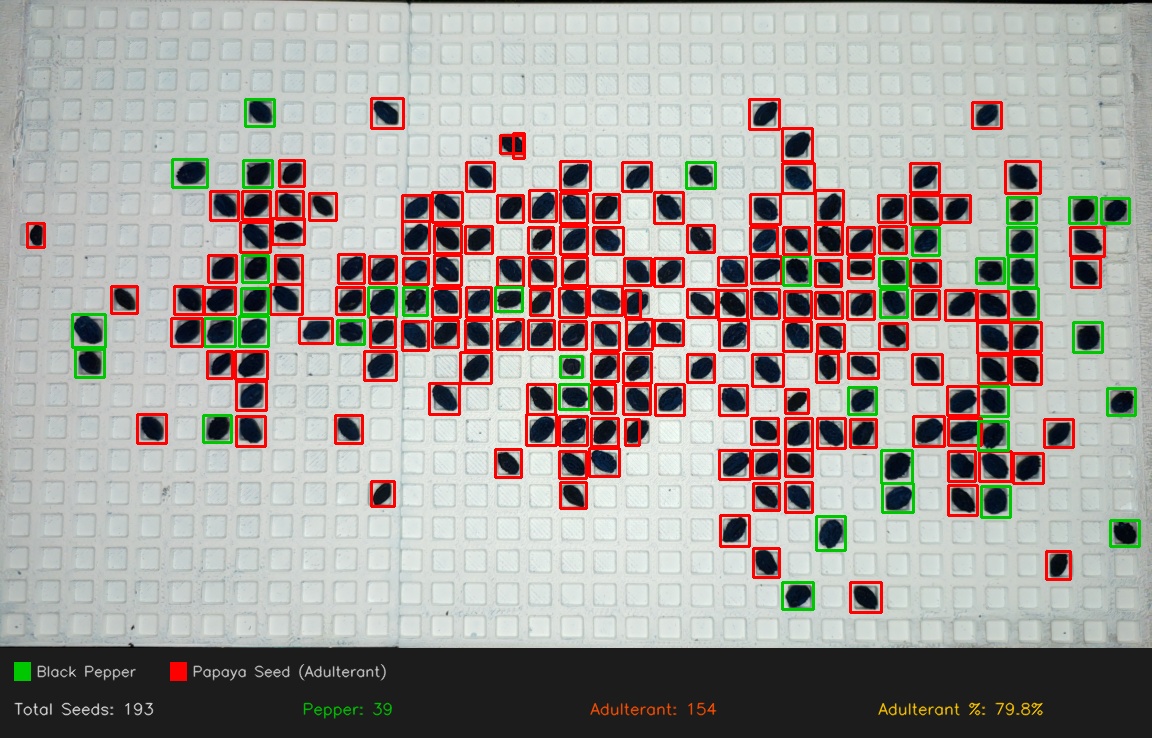 Black Pepper
Papaya Seed (Adulterant)
Total Seeds: 193
Pepper: 39
Adulterant: 154
Adulterant %: 79.8%